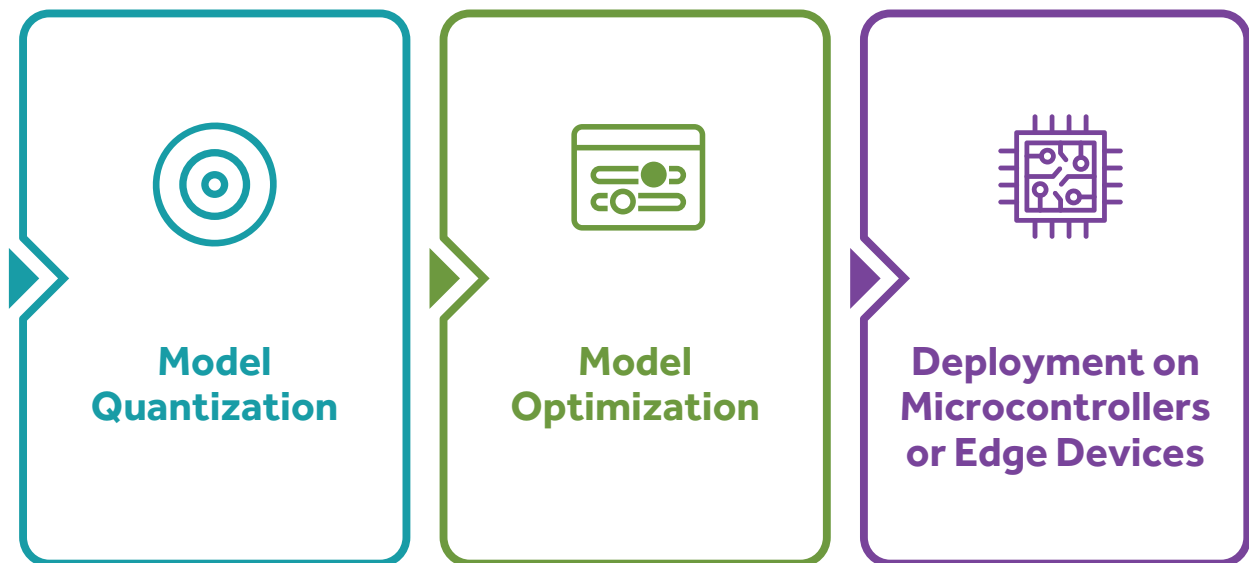 Model
Quantization
Model
Optimization
Deployment on
Microcontrollers
or Edge Devices